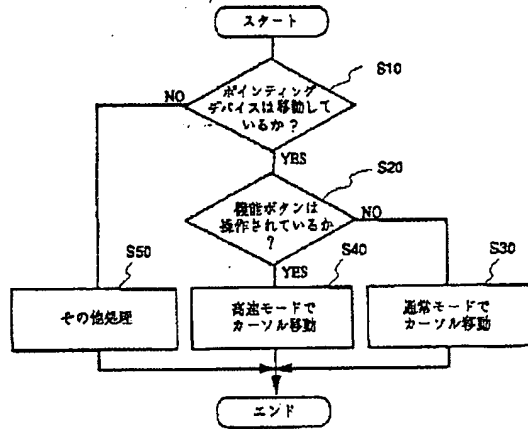 スタート
S10
ポインティング
デバイスは移動して
いるか?
NO
YES
S20
機能ボタンは
操作されているか
?
NO
YES
S50
S40
S30
その他処理
高速モードで
カーソル移動
通常モードで
カーソル移動
エンド